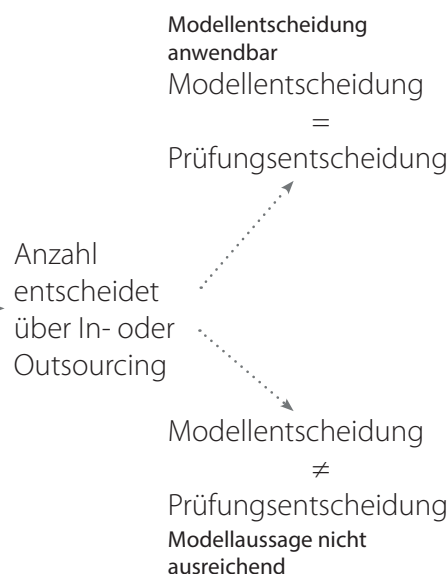 Modellentscheidung
anwendbar
Modellentscheidung
=
Prüfungsentscheidung
Anzahl
entscheidet
über In- oder
Outsourcing
Modellentscheidung
≠
Prüfungsentscheidung
Modellaussage nicht
ausreichend